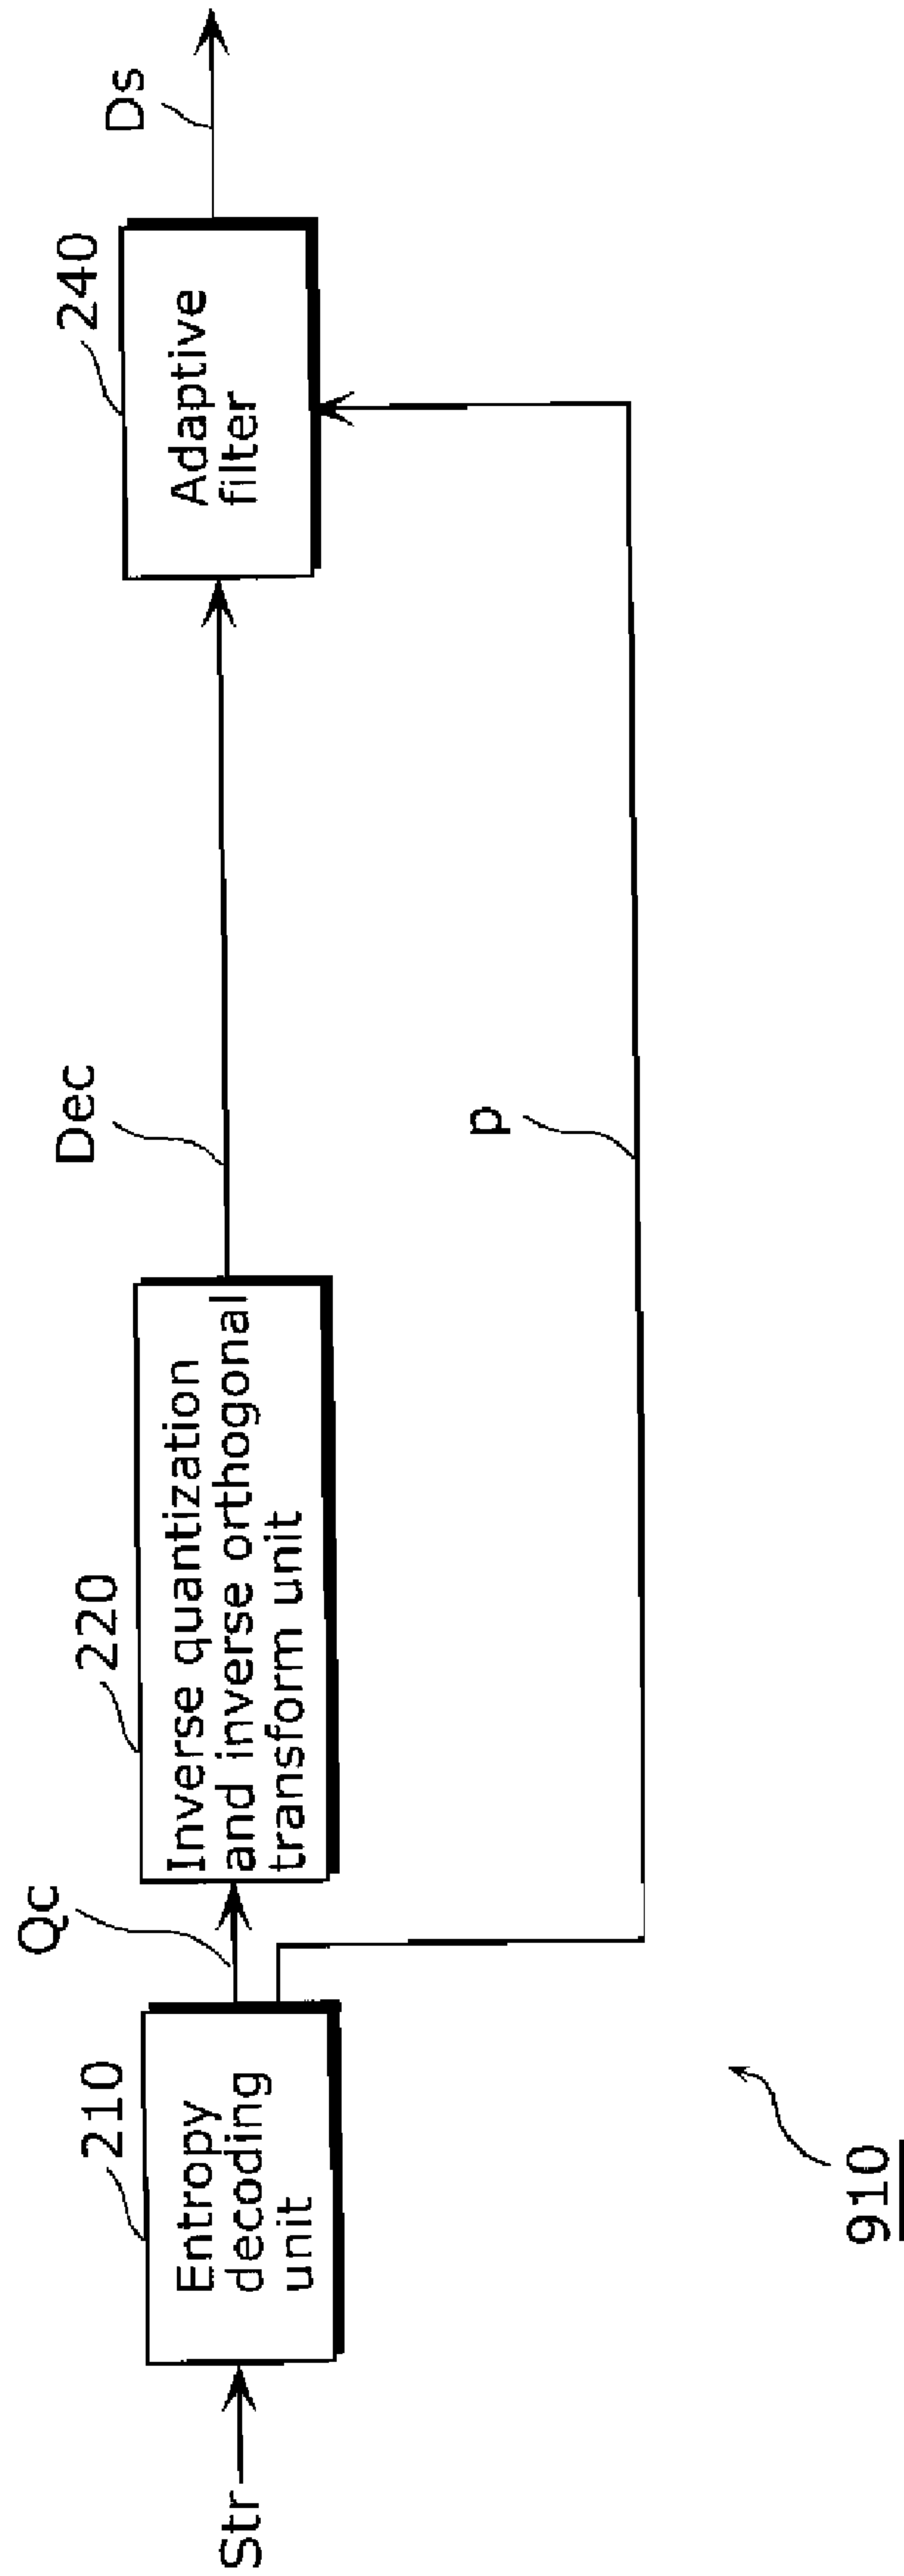 Str
210
Entropy
decoding
unit
Qc
220
Inverse quantization
and inverse orthogonal
transform unit
Dec
p
240
Adaptive
filter
Ds
910